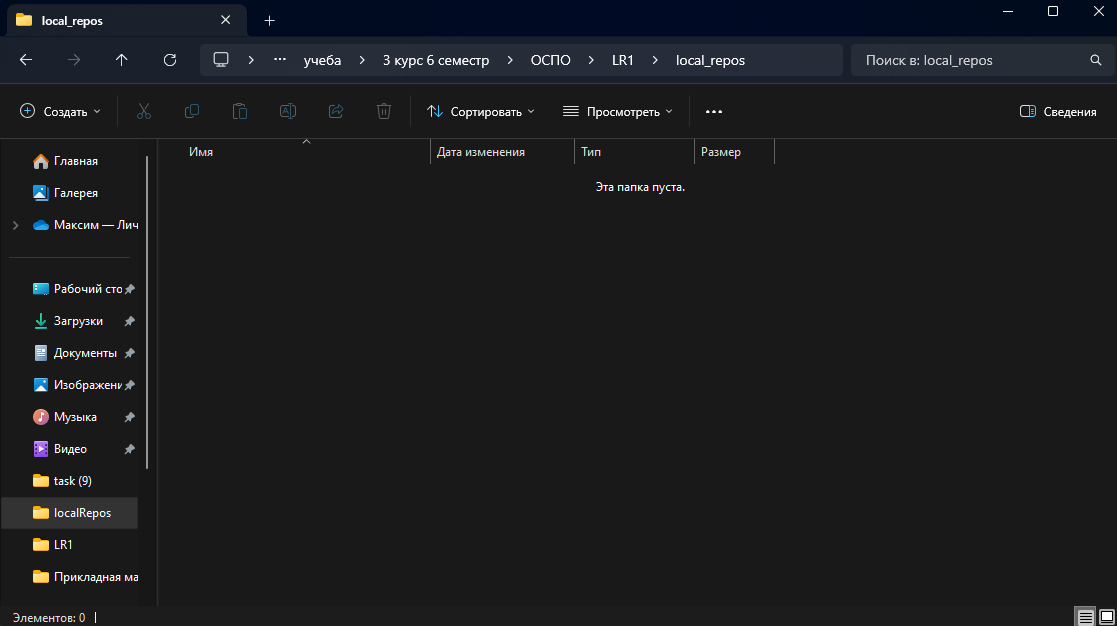 local_repos
учеба > 3 курс 6 семестр > ОСПО > LR1 > local_repos
Поиск в: local_repos
Создать
Сортировать
Просмотреть
Сведения
Имя
Дата изменения
Тип
Размер
Эта папка пуста.
Главная
Галерея
Максим — Лич
Рабочий сто
Загрузки
Документы
Изображени
Музыка
Видео
task (9)
localRepos
LR1
Прикладная ма
Элементов: 0